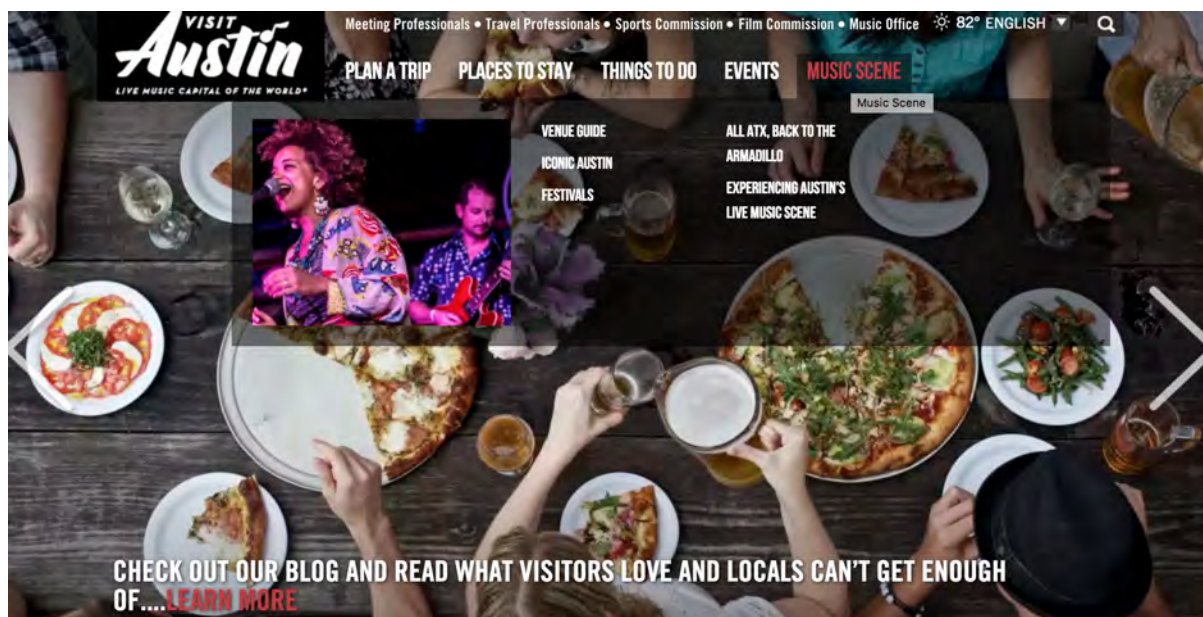 VISIT
Austin
LIVE MUSIC CAPITAL OF THE WORLD®
Meeting Professionals • Travel Professionals • Sports Commission • Film Commission • Music Office 82° ENGLISH
PLAN A TRIP PLACES TO STAY THINGS TO DO EVENTS MUSIC SCENE
Music Scene
VENUE GUIDE
ICONIC AUSTIN
FESTIVALS
ALL ATX, BACK TO THE
ARMADILLO
EXPERIENCING AUSTIN'S
LIVE MUSIC SCENE
CHECK OUT OUR BLOG AND READ WHAT VISITORS LOVE AND LOCALS CAN'T GET ENOUGH
OF....LEARN MORE